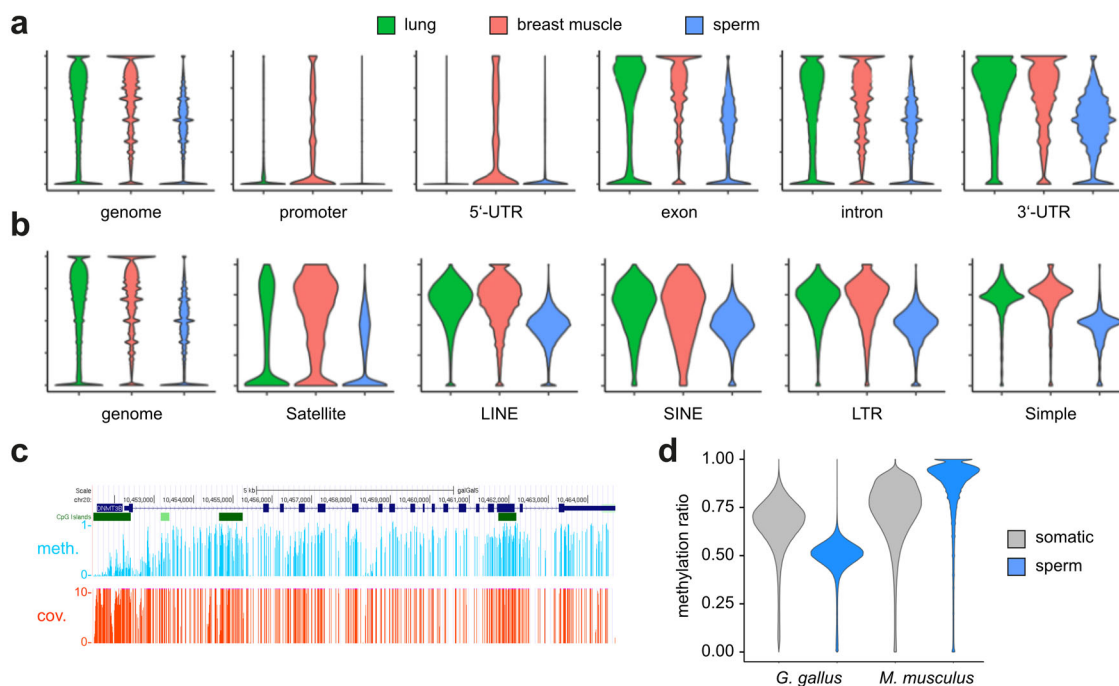 a
lung breast muscle sperm
genome promoter 5'-UTR exon intron 3'-UTR
b
genome Satellite LINE SINE LTR Simple
c
Scale 5 kb galGal5
chr20: 10,453,000 10,454,000 10,455,000 10,456,000 10,457,000 10,458,000 10,459,000 10,460,000 10,461,000 10,462,000 10,463,000 10,464,000
DNMT3B
CpG Islands
1
meth.
0
10
cov.
0
d
1.00
0.75
0.50
0.25
0.00
methylation ratio
somatic
sperm
G. gallus M. musculus